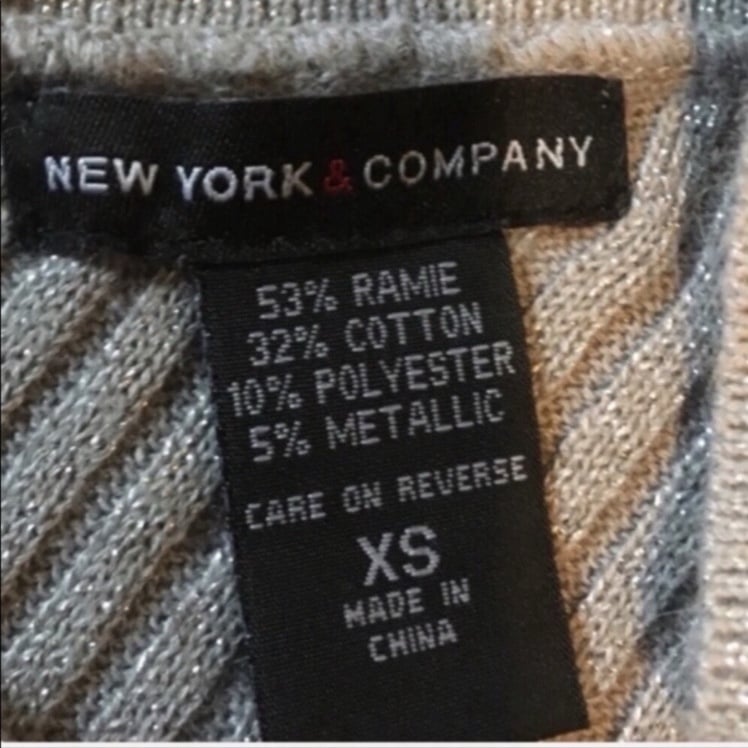 NEW YORK & COMPANY
53% RAMIE
32% COTTON
10% POLYESTER
5% METALLIC
CARE ON REVERSE
XS
MADE IN
CHINA